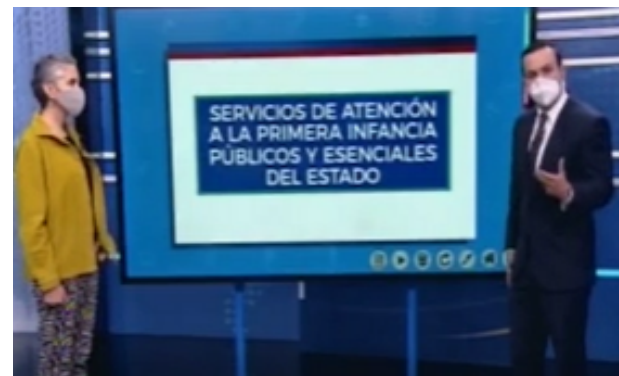 SERVICIOS DE ATENCIÓN
A LA PRIMERA INFANCIA
PÚBLICOS Y ESENCIALES
DEL ESTADO